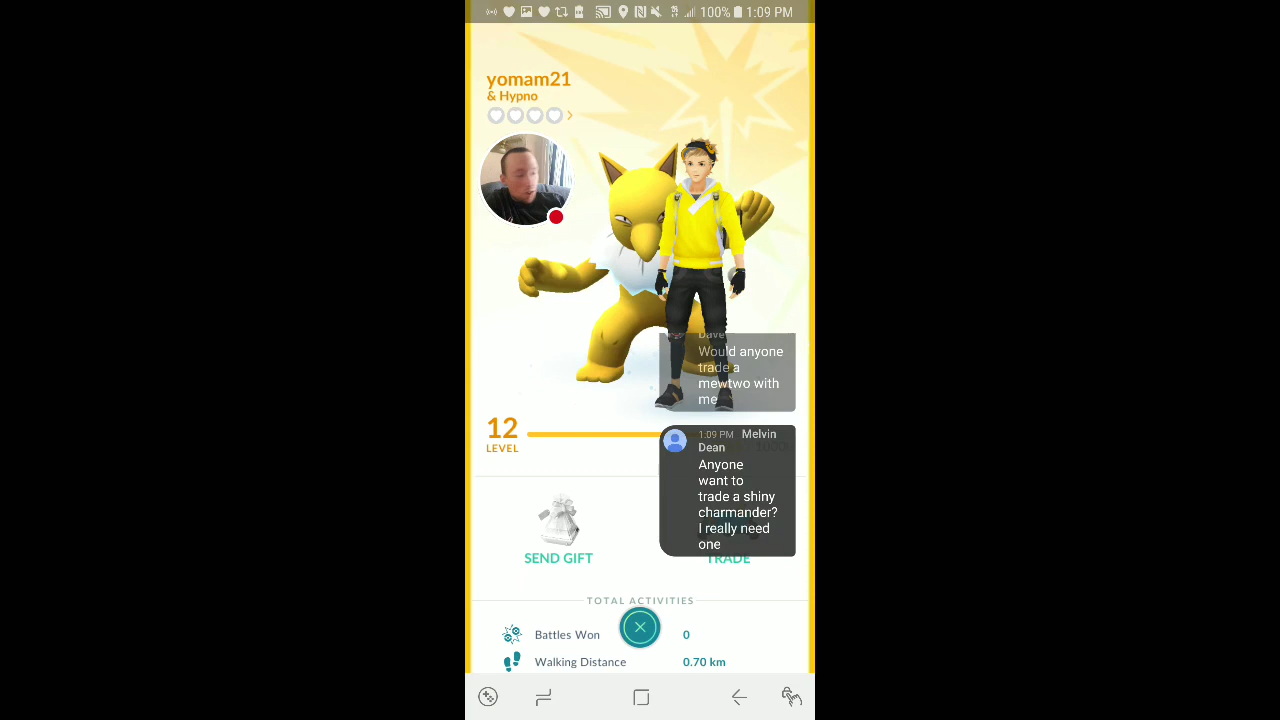 100% 1:09 PM
yomam21
& Hypno
Dave
Would anyone
trade a
mewtwo with
me
12
LEVEL
1:09 PM Melvin
Dean
Anyone
want to
trade a shiny
charmander?
I really need
one
SEND GIFT
TRADE
TOTAL ACTIVITIES
Battles Won 0
Walking Distance 0.70 km